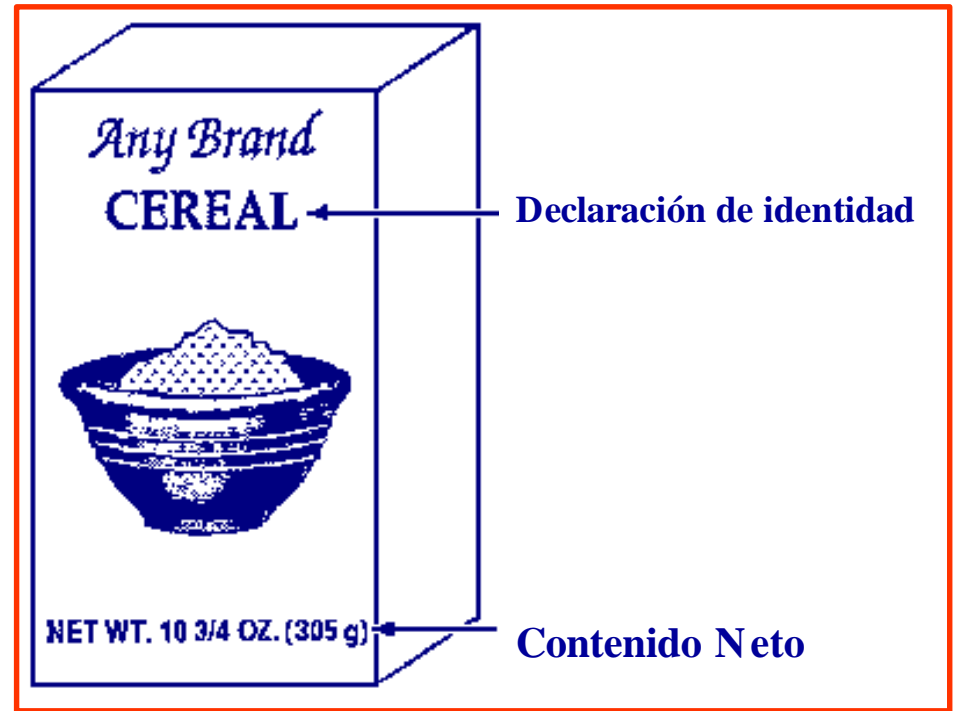 Any Brand
CEREAL
Declaración de identidad
NET WT. 10 3/4 OZ. (305 g)
Contenido Neto